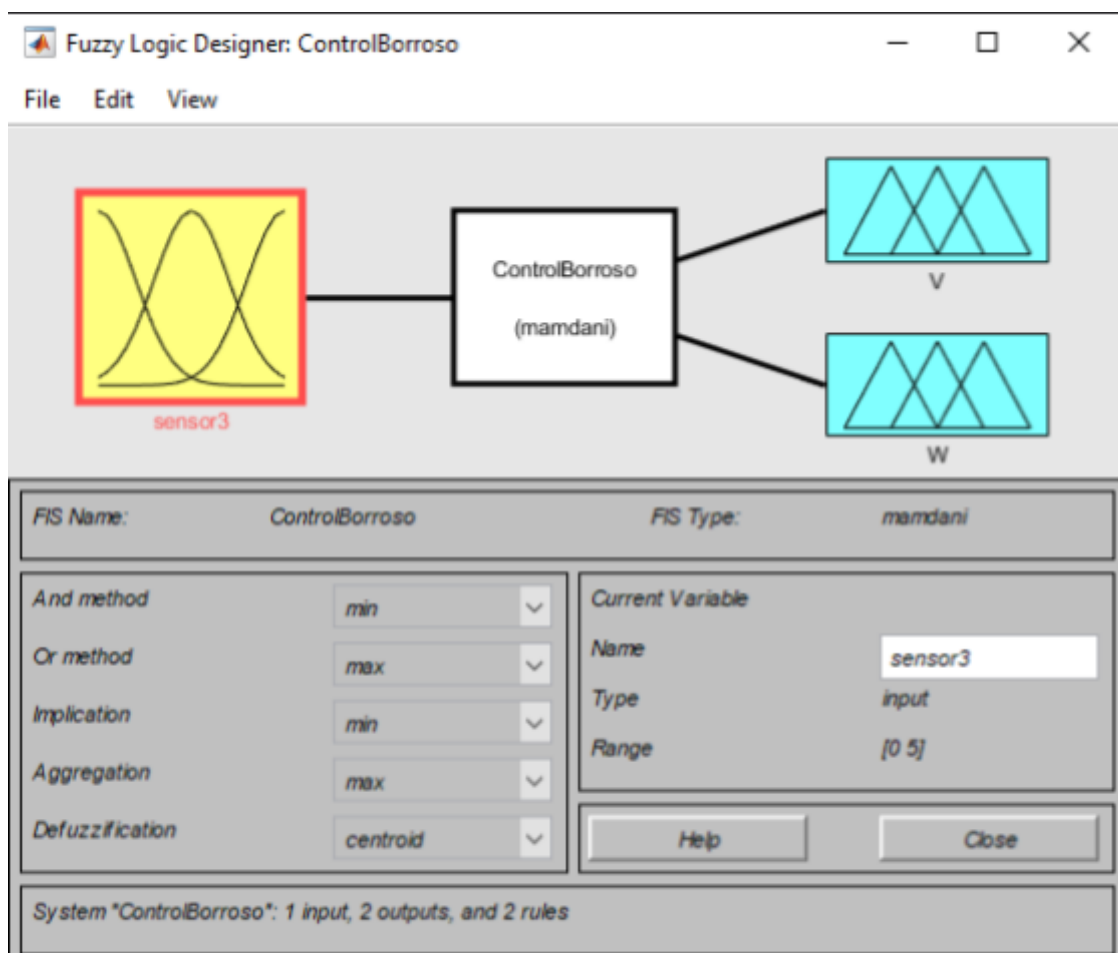 Fuzzy Logic Designer: ControlBorroso
File Edit View
ControlBorroso
(mamdani)
sensor3
V
W
FIS Name: ControlBorroso FIS Type: mamdani
And method min
Or method max
Implication min
Aggregation max
Defuzzification centroid
Current Variable
Name sensor3
Type input
Range [0 5]
Help Close
System "ControlBorroso": 1 input, 2 outputs, and 2 rules